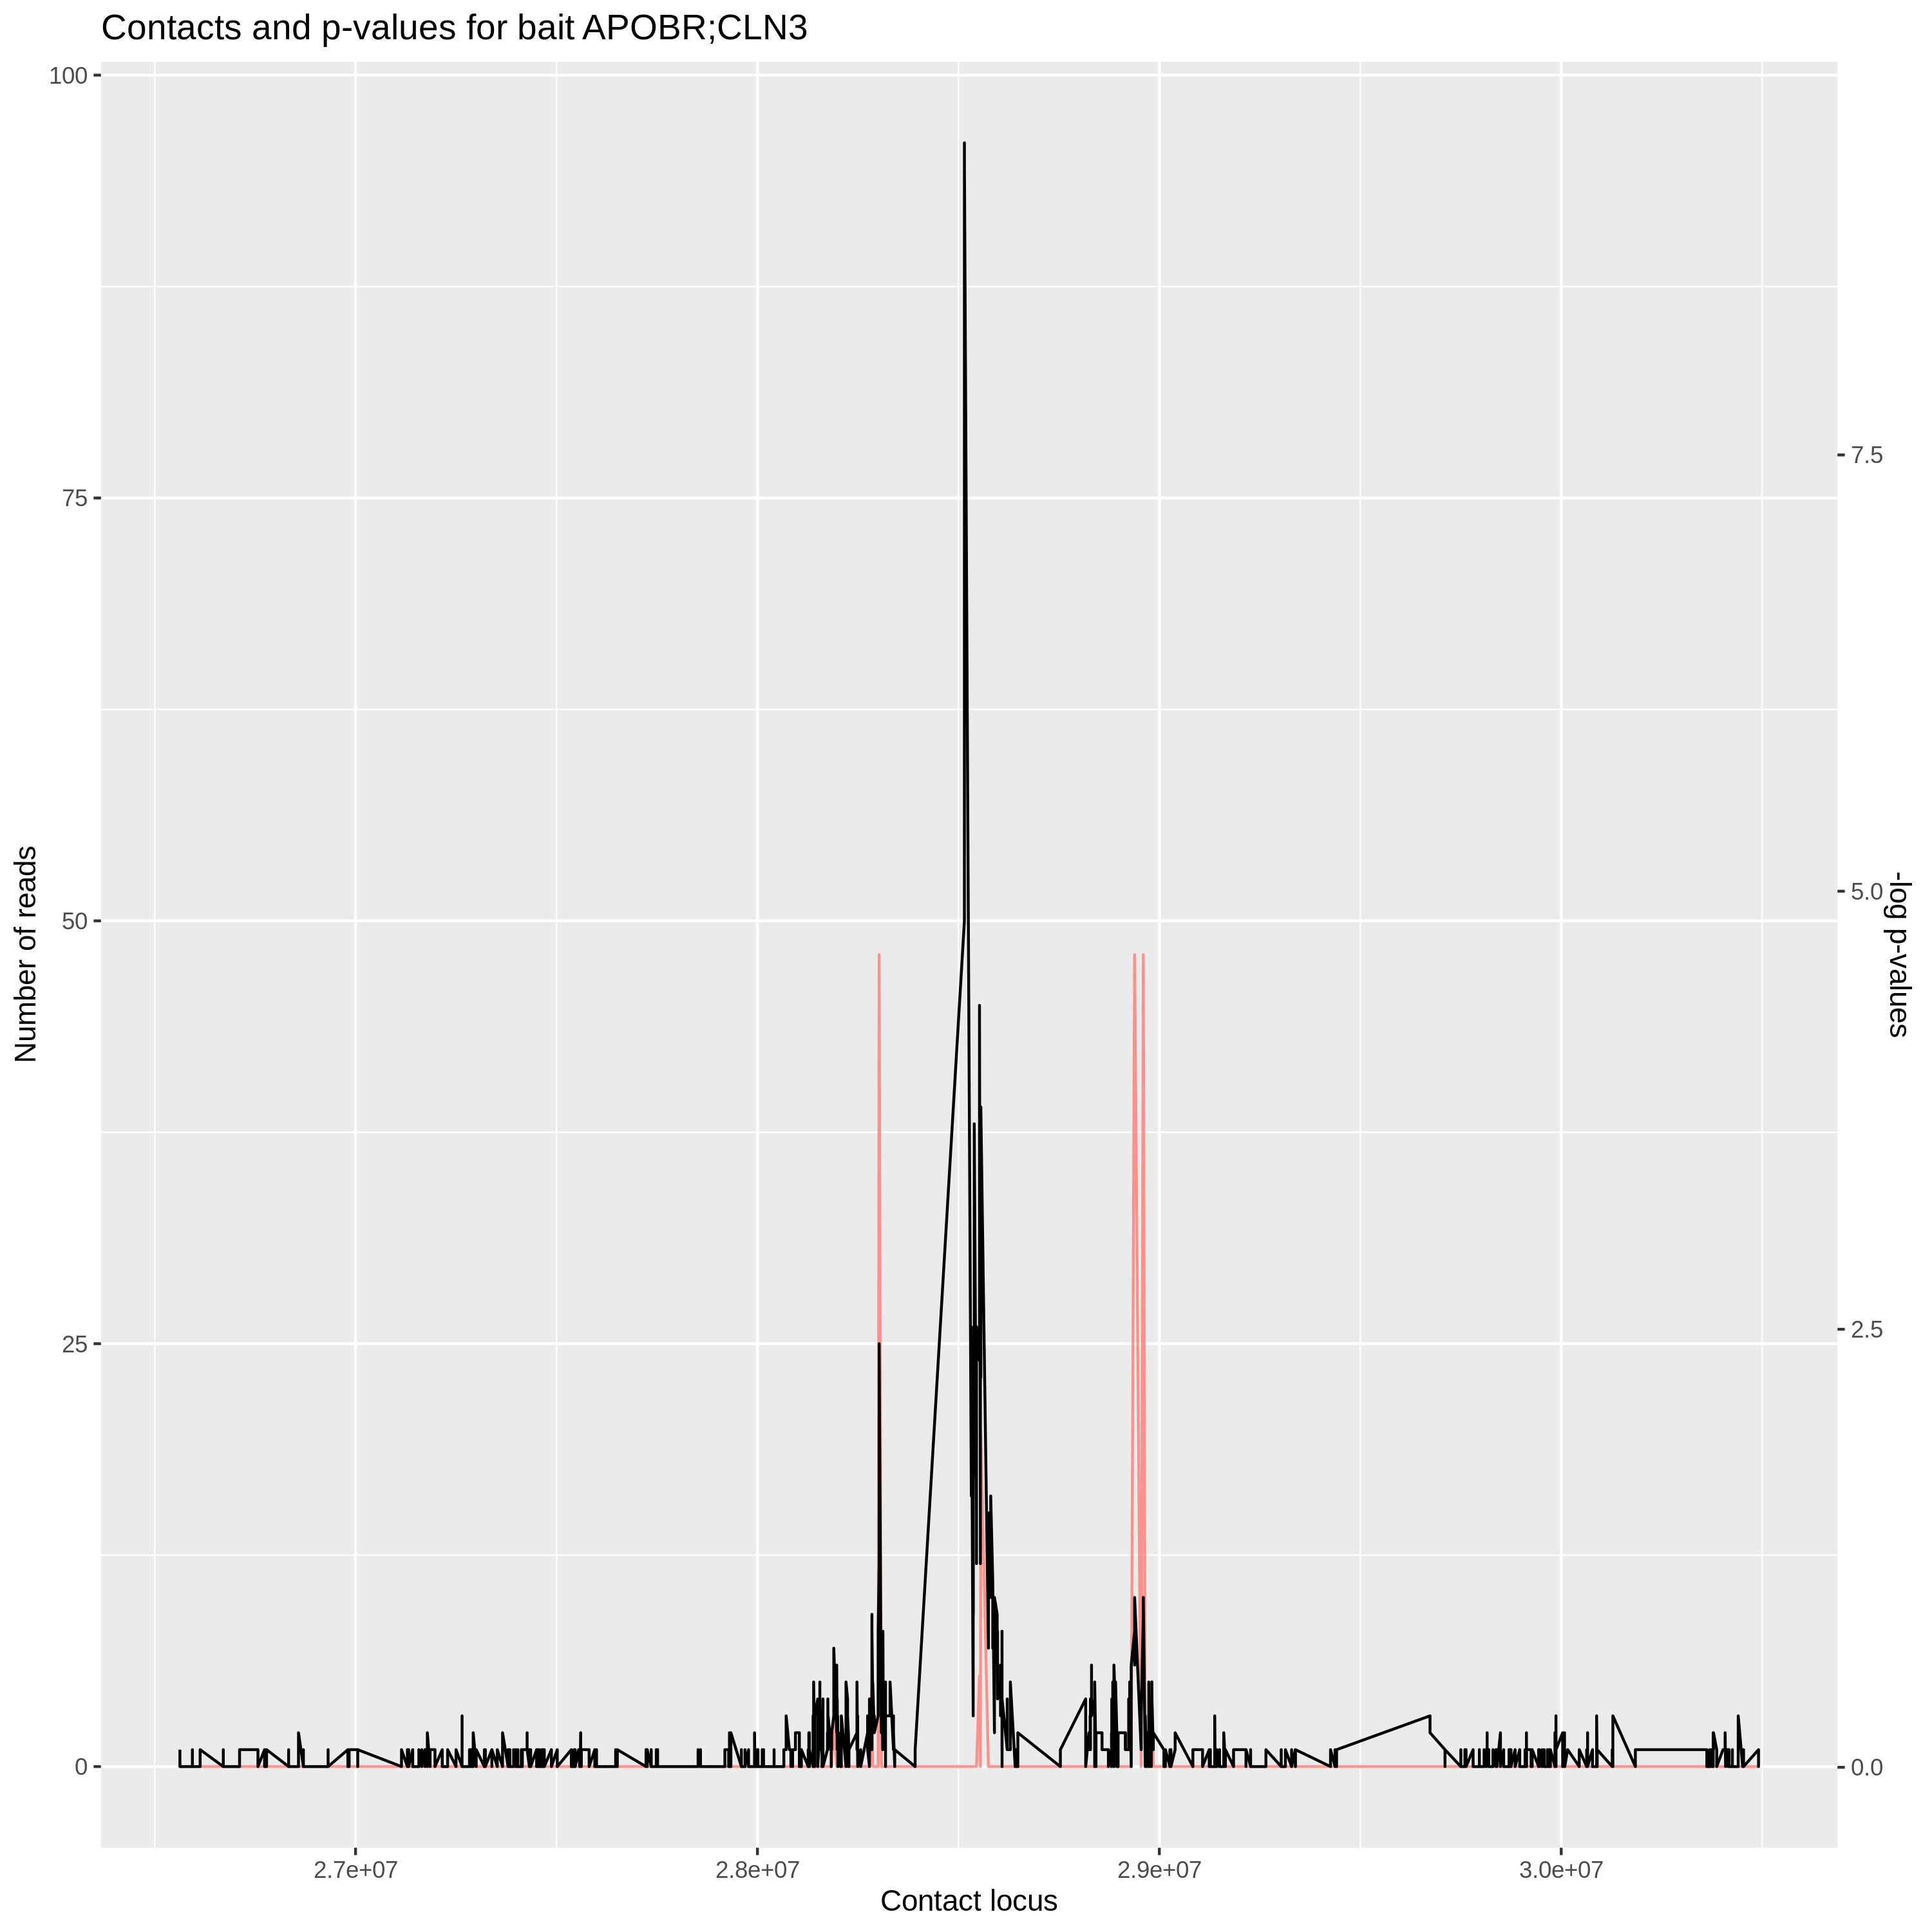 Contacts and p-values for bait APOBR;CLN3
100
75
50
25
0
Number of reads
7.5
5.0
2.5
0.0
-log p-values
2.7e+07
2.8e+07
2.9e+07
3.0e+07
Contact locus